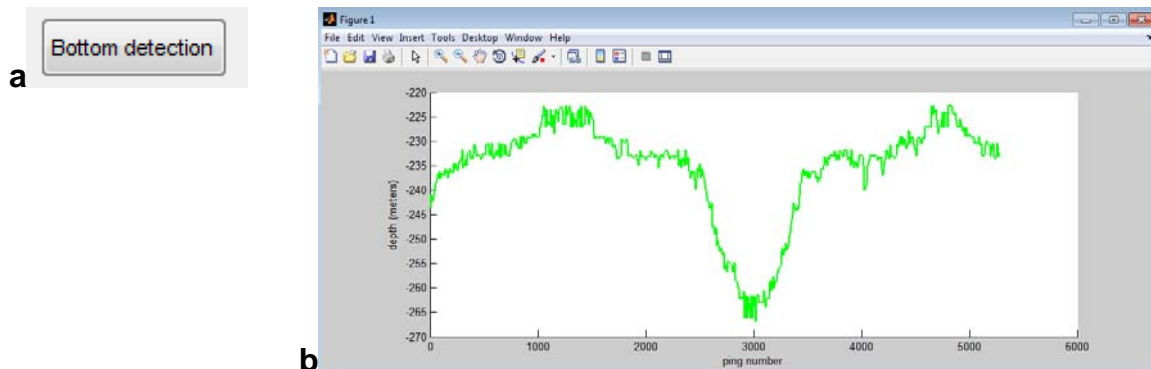 a
Bottom detection
Figure 1
File Edit View Insert Tools Desktop Window Help
-220
-225
-230
-235
-240
-245
-250
-255
-260
-265
-270
depth (meters)
0 1000 2000 3000 4000 5000 6000
ping number
b